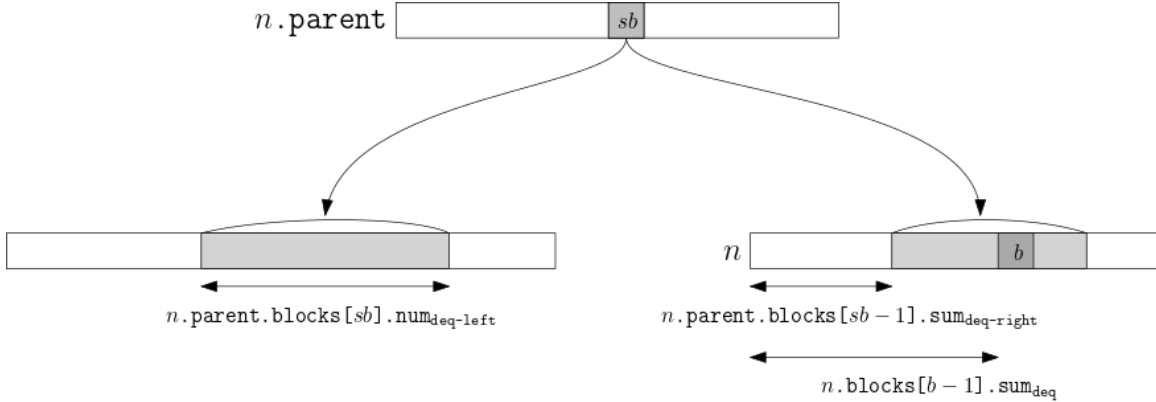 n.parent
sb
n
b
n.parent.blocks[sb].num_deq-left
n.parent.blocks[sb − 1].sum_deq-right
n.blocks[b − 1].sum_deq